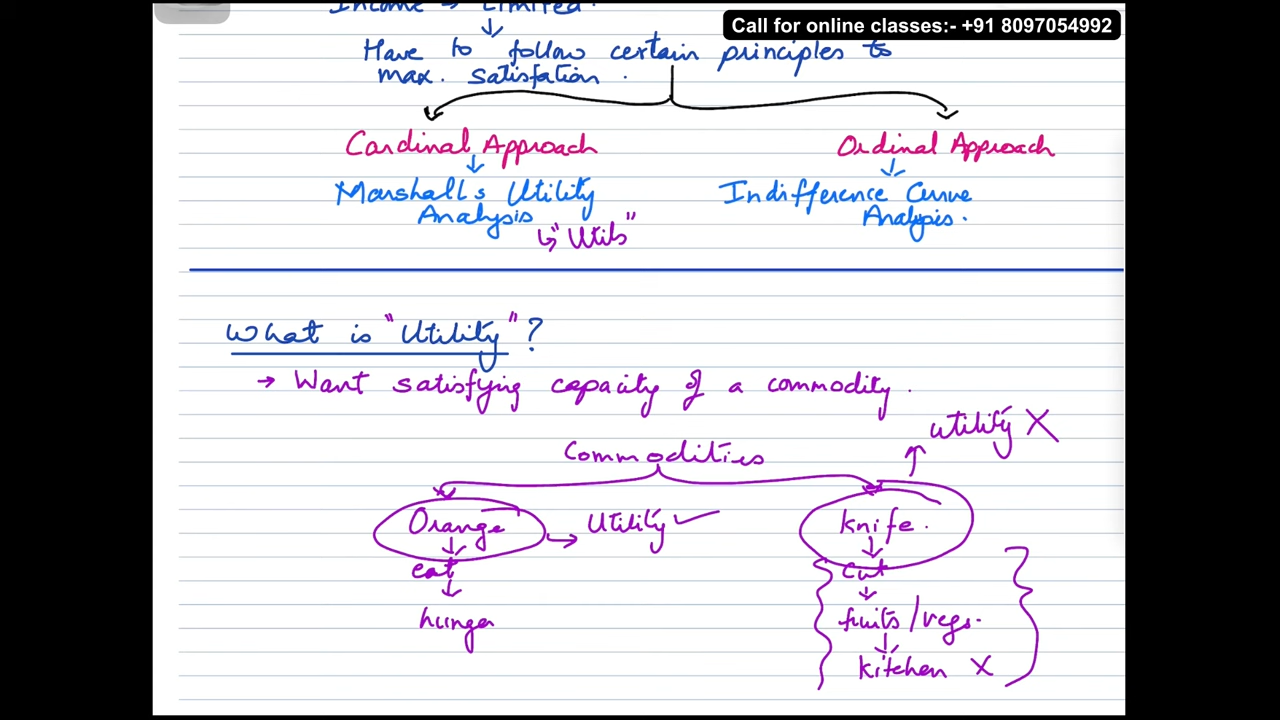 Income → Limited.
Call for online classes:- +91 8097054992
Have to follow certain principles to
max. satisfation.
Cardinal Approach
Ordinal Approach
Marshall's Utility
Analysis
Indifference Curve
Analysis.
↳ "Utils"
What is "Utility"?
→ Want satisfying capacity of a commodity.
utility X
Commodities
Orange
→ Utility ✓
knife.
eat
cut
hunger
fruits/vegs.
kitchen X